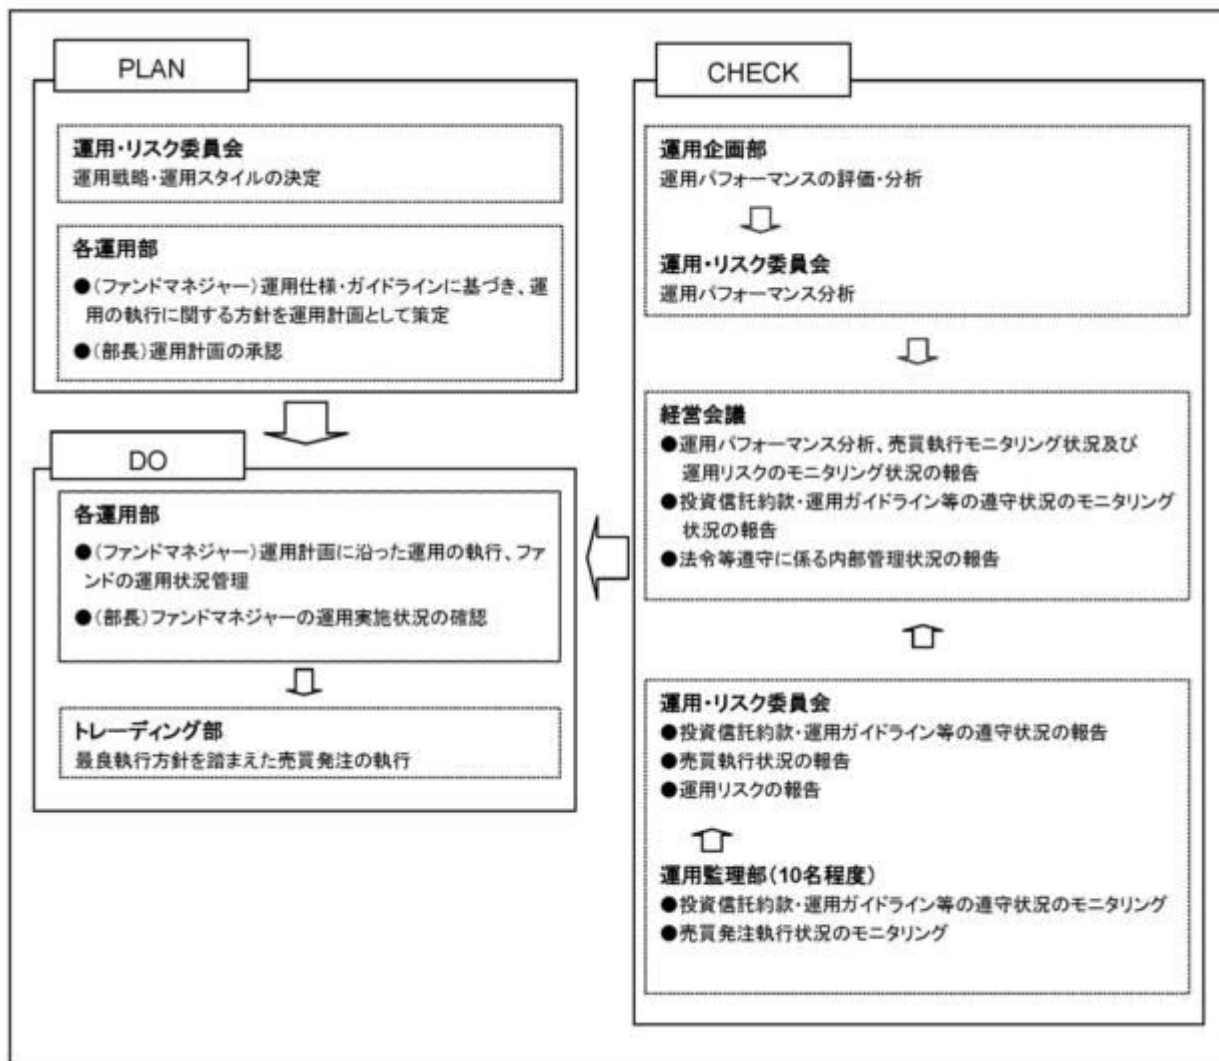 PLAN
運用・リスク委員会
運用戦略・運用スタイルの決定
各運用部
●(ファンドマネジャー)運用仕様・ガイドラインに基づき、運
用の執行に関する方針を運用計画として策定
●(部長)運用計画の承認
DO
各運用部
●(ファンドマネジャー)運用計画に沿った運用の執行、ファ
ンドの運用状況管理
●(部長)ファンドマネジャーの運用実施状況の確認
トレーディング部
最良執行方針を踏まえた売買発注の執行
CHECK
運用企画部
運用パフォーマンスの評価・分析
運用・リスク委員会
運用パフォーマンス分析
経営会議
●運用パフォーマンス分析、売買執行モニタリング状況及び
運用リスクのモニタリング状況の報告
●投資信託約款・運用ガイドライン等の遵守状況のモニタリング
状況の報告
●法令等遵守に係る内部管理状況の報告
運用・リスク委員会
●投資信託約款・運用ガイドライン等の遵守状況の報告
●売買執行状況の報告
●運用リスクの報告
運用監理部(10名程度)
●投資信託約款・運用ガイドライン等の遵守状況のモニタリング
●売買発注執行状況のモニタリング